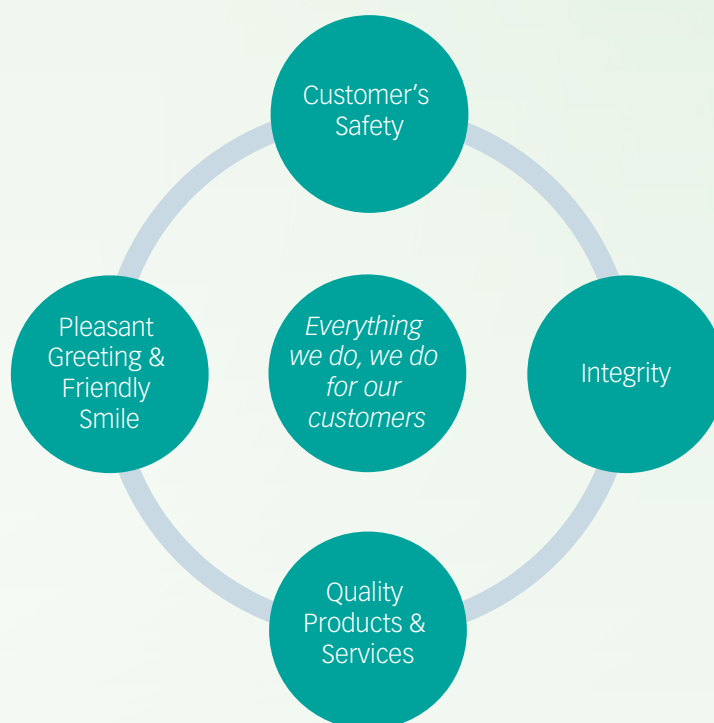 Customer’s
Safety
Pleasant
Greeting &
Friendly
Smile
Everything
we do, we do
for our
customers
Integrity
Quality
Products &
Services